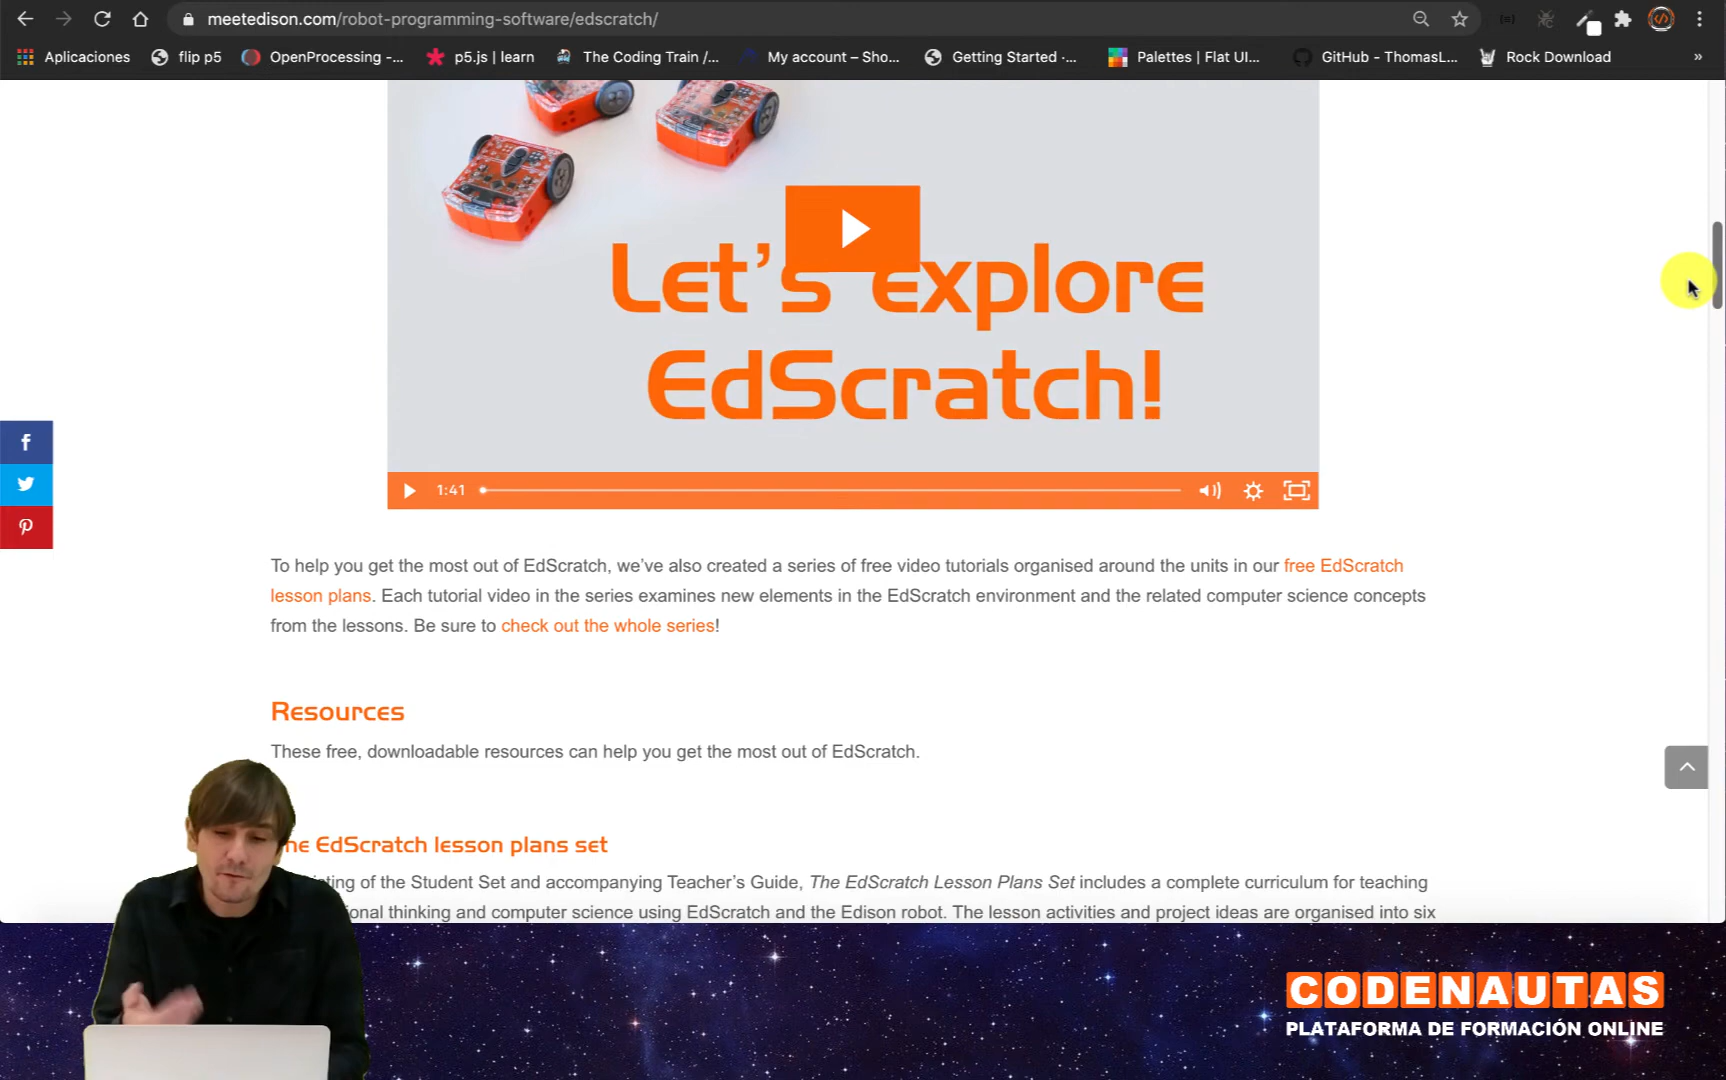 meetedison.com/robot-programming-software/edscratch/
Aplicaciones flip p5 OpenProcessing -... p5.js | learn The Coding Train /... My account – Sho... Getting Started ·... Palettes | Flat UI... GitHub - ThomasL... Rock Download »
Let's explore
EdScratch!
1:41
To help you get the most out of EdScratch, we've also created a series of free video tutorials organised around the units in our free EdScratch
lesson plans. Each tutorial video in the series examines new elements in the EdScratch environment and the related computer science concepts
from the lessons. Be sure to check out the whole series!
Resources
These free, downloadable resources can help you get the most out of EdScratch.
EdScratch lesson plans set
of the Student Set and accompanying Teacher's Guide, The EdScratch Lesson Plans Set includes a complete curriculum for teaching
thinking and computer science using EdScratch and the Edison robot. The lesson activities and project ideas are organised into six
CODENAUTAS
PLATAFORMA DE FORMACIÓN ONLINE